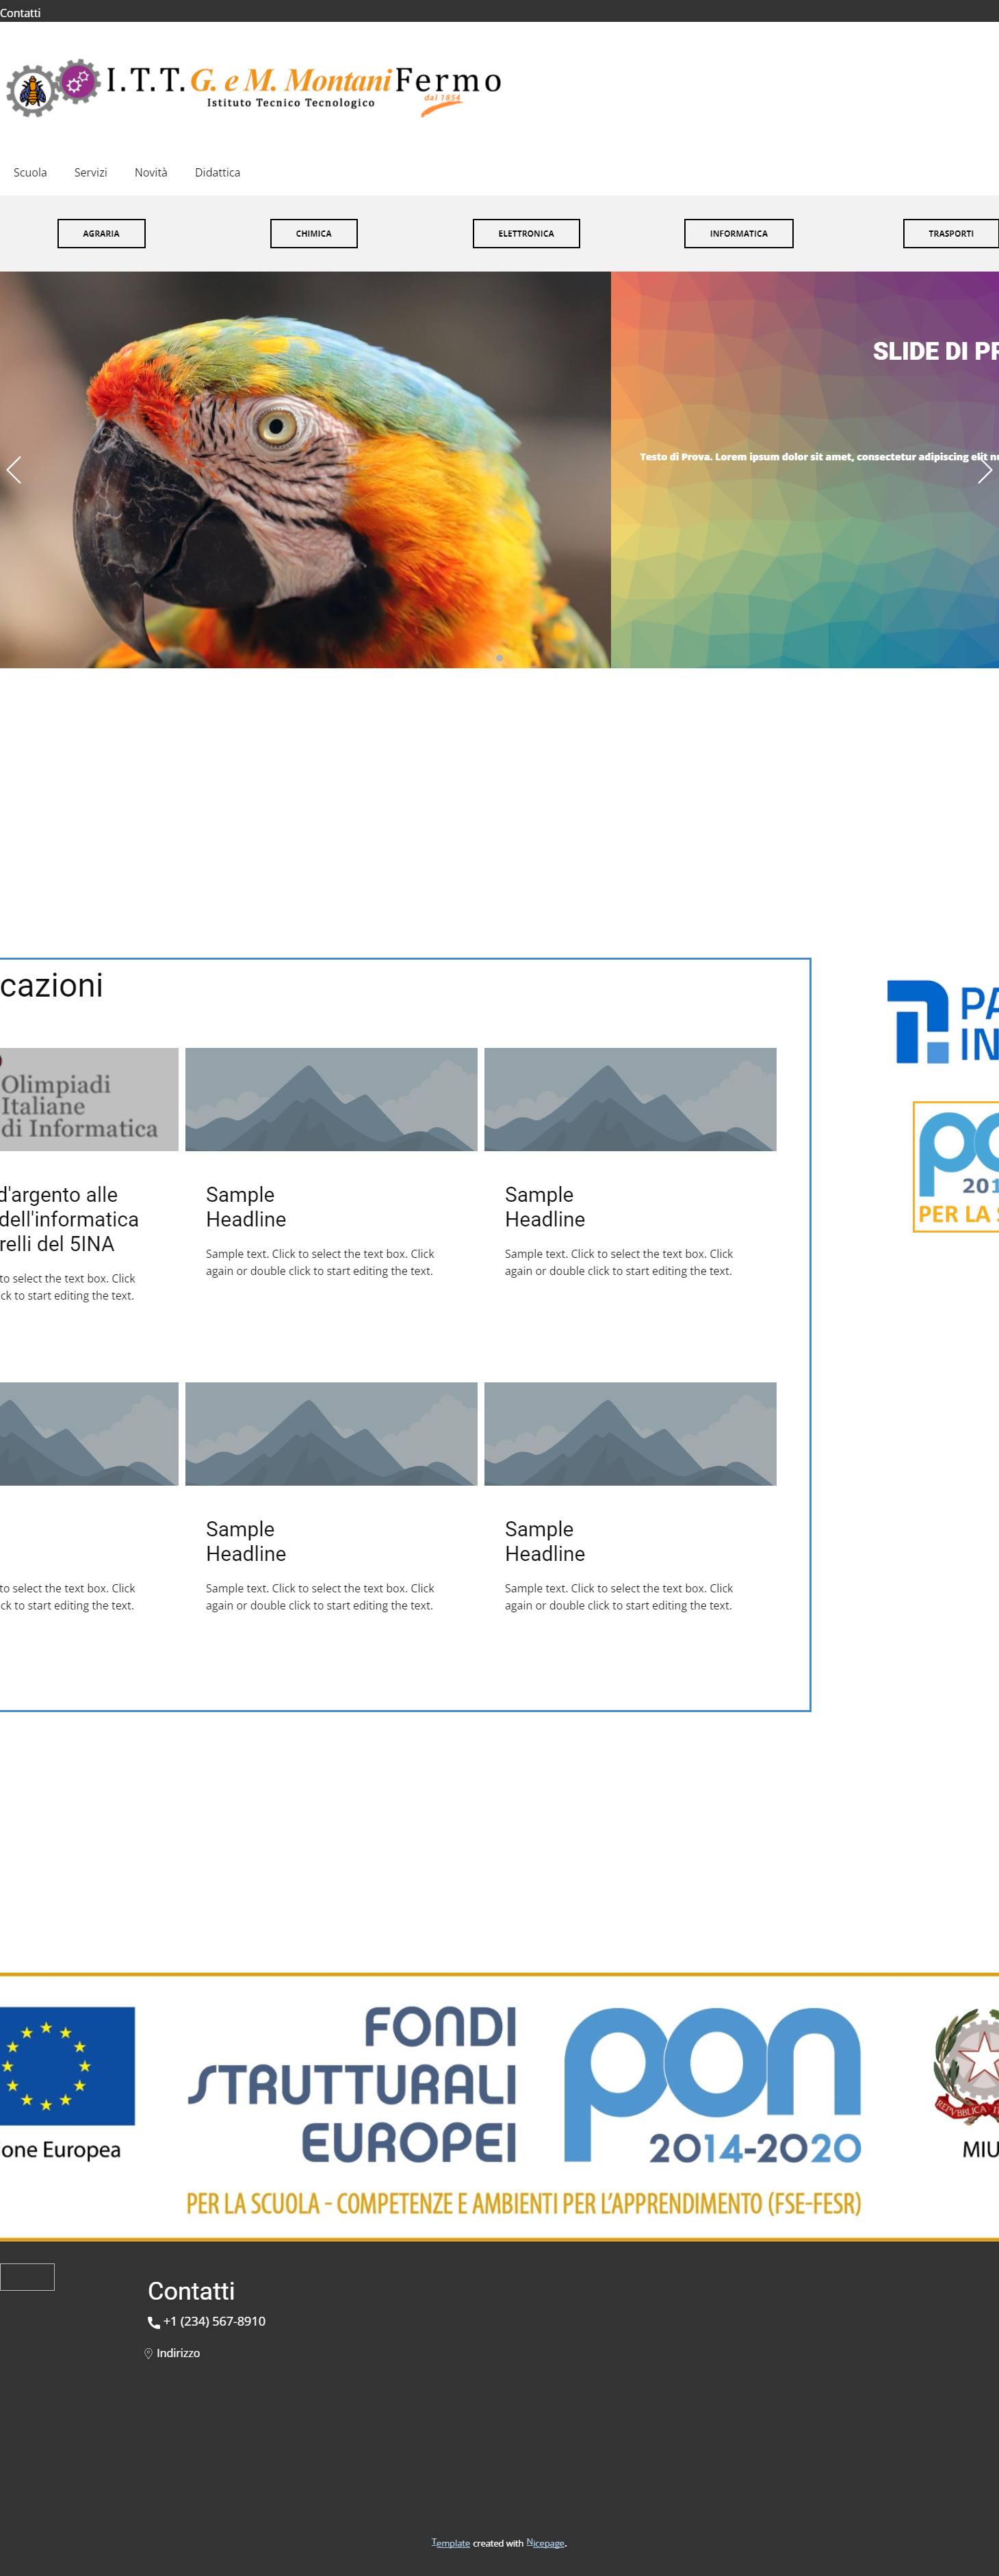 Contatti
I.T.T. G. e M. Montani Fermo
Istituto Tecnico Tecnologico
dal 1854
Scuola Servizi Novità Didattica
AGRARIA CHIMICA ELETTRONICA INFORMATICA TRASPORTI
SLIDE DI PR
Testo di Prova. Lorem ipsum dolor sit amet, consectetur adipiscing elit nu
cazioni
PA
IN
Olimpiadi
Italiane
di Informatica
pon
201
PER LA S
d'argento alle
dell'informatica
relli del 5INA
to select the text box. Click
ck to start editing the text.
Sample
Headline
Sample text. Click to select the text box. Click
again or double click to start editing the text.
Sample
Headline
Sample text. Click to select the text box. Click
again or double click to start editing the text.
to select the text box. Click
ck to start editing the text.
Sample
Headline
Sample text. Click to select the text box. Click
again or double click to start editing the text.
Sample
Headline
Sample text. Click to select the text box. Click
again or double click to start editing the text.
ione Europea
FONDI
STRUTTURALI
EUROPEI
pon
2014-2020
MIU
PER LA SCUOLA - COMPETENZE E AMBIENTI PER L'APPRENDIMENTO (FSE-FESR)
Contatti
+1 (234) 567-8910
Indirizzo
Template created with Nicepage.